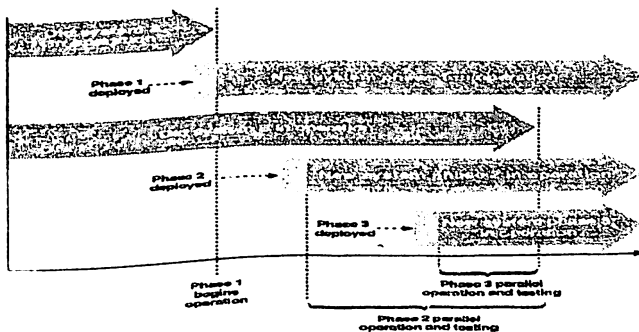 Phase 1
deployed
Phase 2
deployed
Phase 3
deployed
Phase 1
begins
operation
Phase 3 parallel
operation and testing
Phase 2 parallel
operation and testing